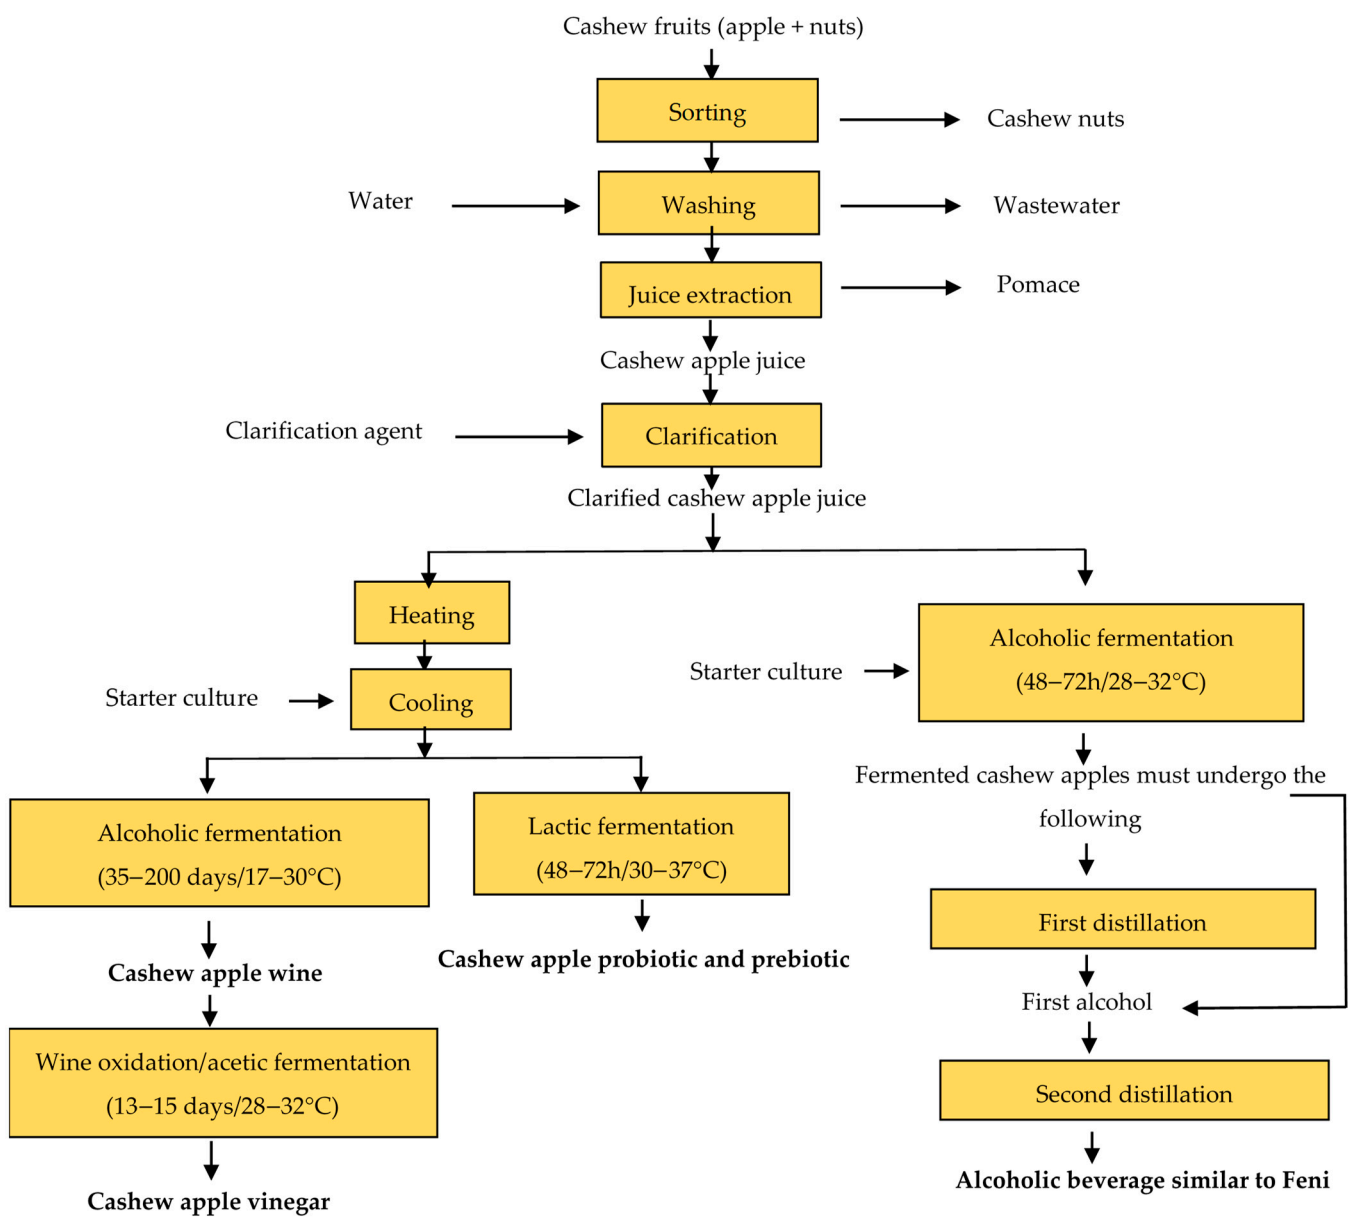 Cashew fruits (apple + nuts)
Sorting
Cashew nuts
Water
Washing
Wastewater
Juice extraction
Pomace
Cashew apple juice
Clarification agent
Clarification
Clarified cashew apple juice
Heating
Starter culture
Cooling
Starter culture
Alcoholic fermentation
(48–72h/28–32°C)
Alcoholic fermentation
(35–200 days/17–30°C)
Lactic fermentation
(48–72h/30–37°C)
Fermented cashew apples must undergo the
following
First distillation
Cashew apple wine
Cashew apple probiotic and prebiotic
First alcohol
Wine oxidation/acetic fermentation
(13–15 days/28–32°C)
Second distillation
Cashew apple vinegar
Alcoholic beverage similar to Feni